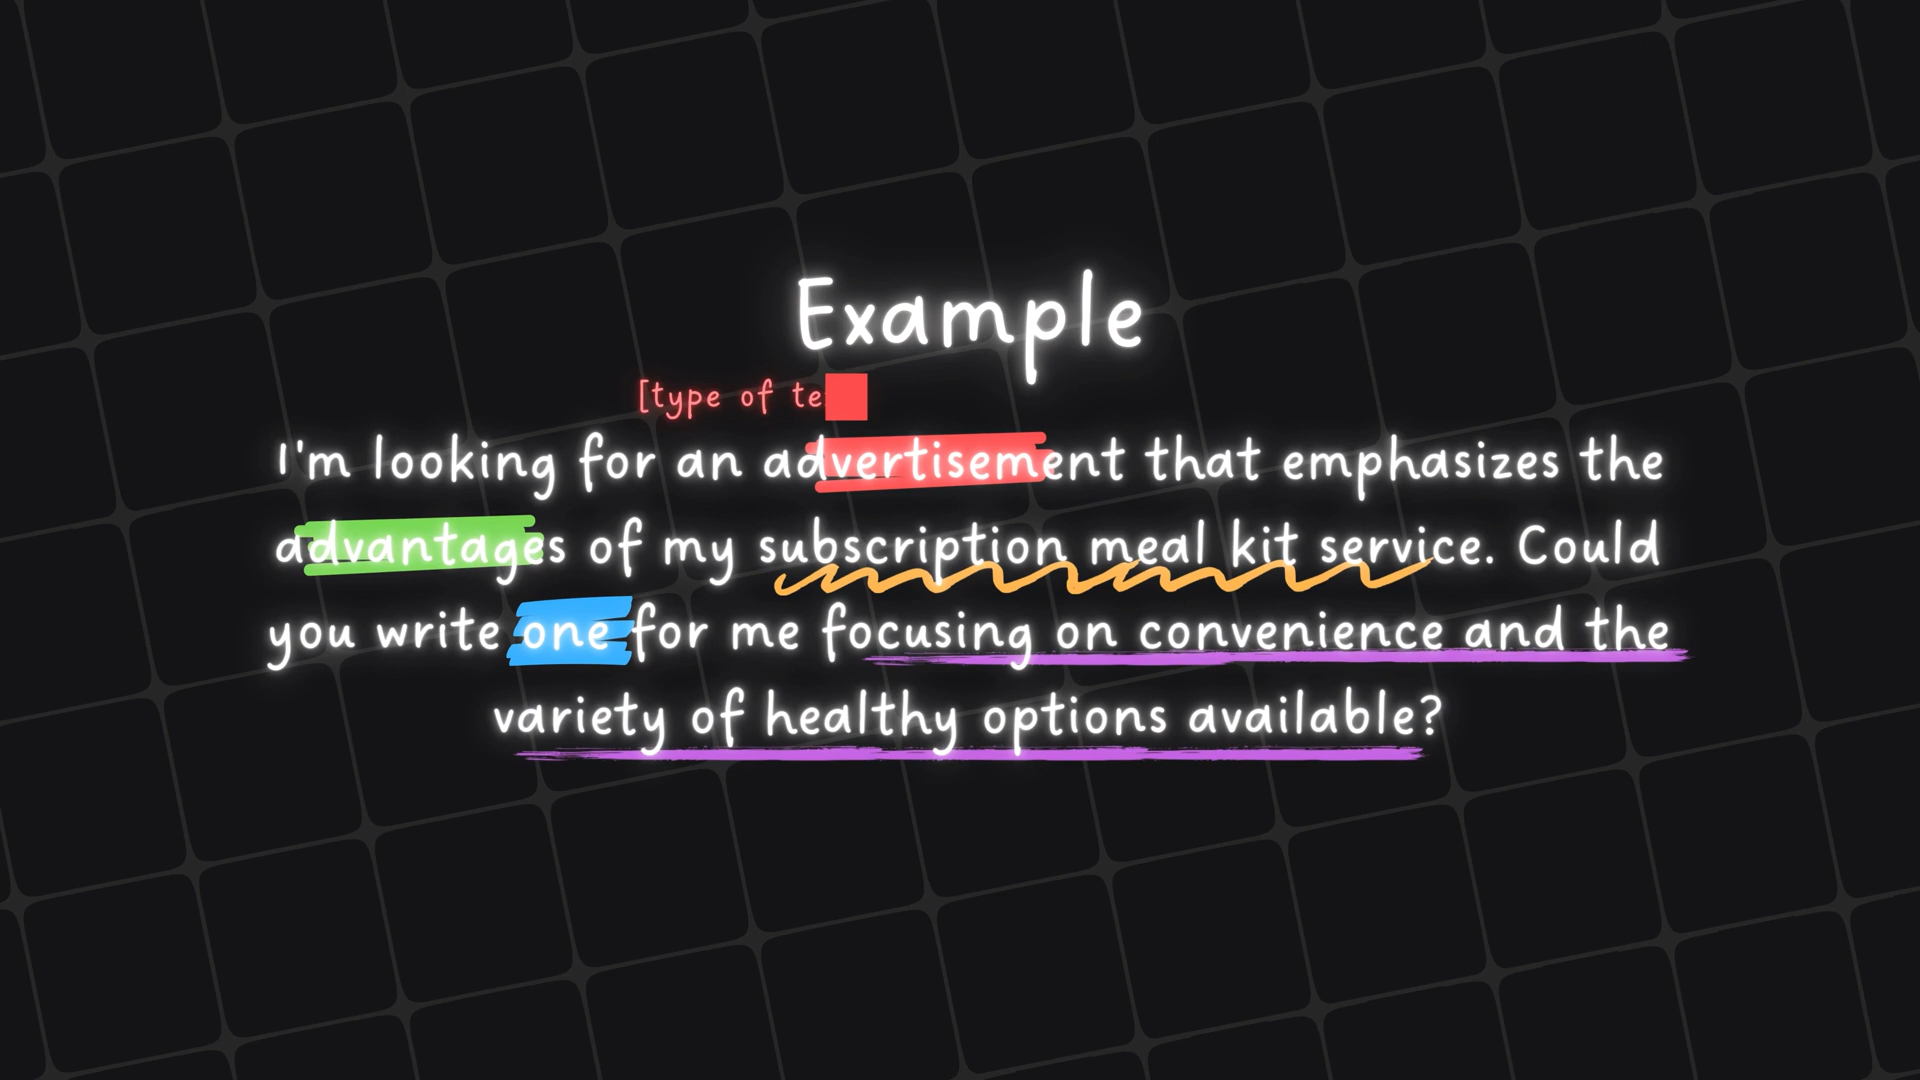 Example
[type of te
I'm looking for an advertisement that emphasizes the
advantages of my subscription meal kit service. Could
you write one for me focusing on convenience and the
variety of healthy options available?